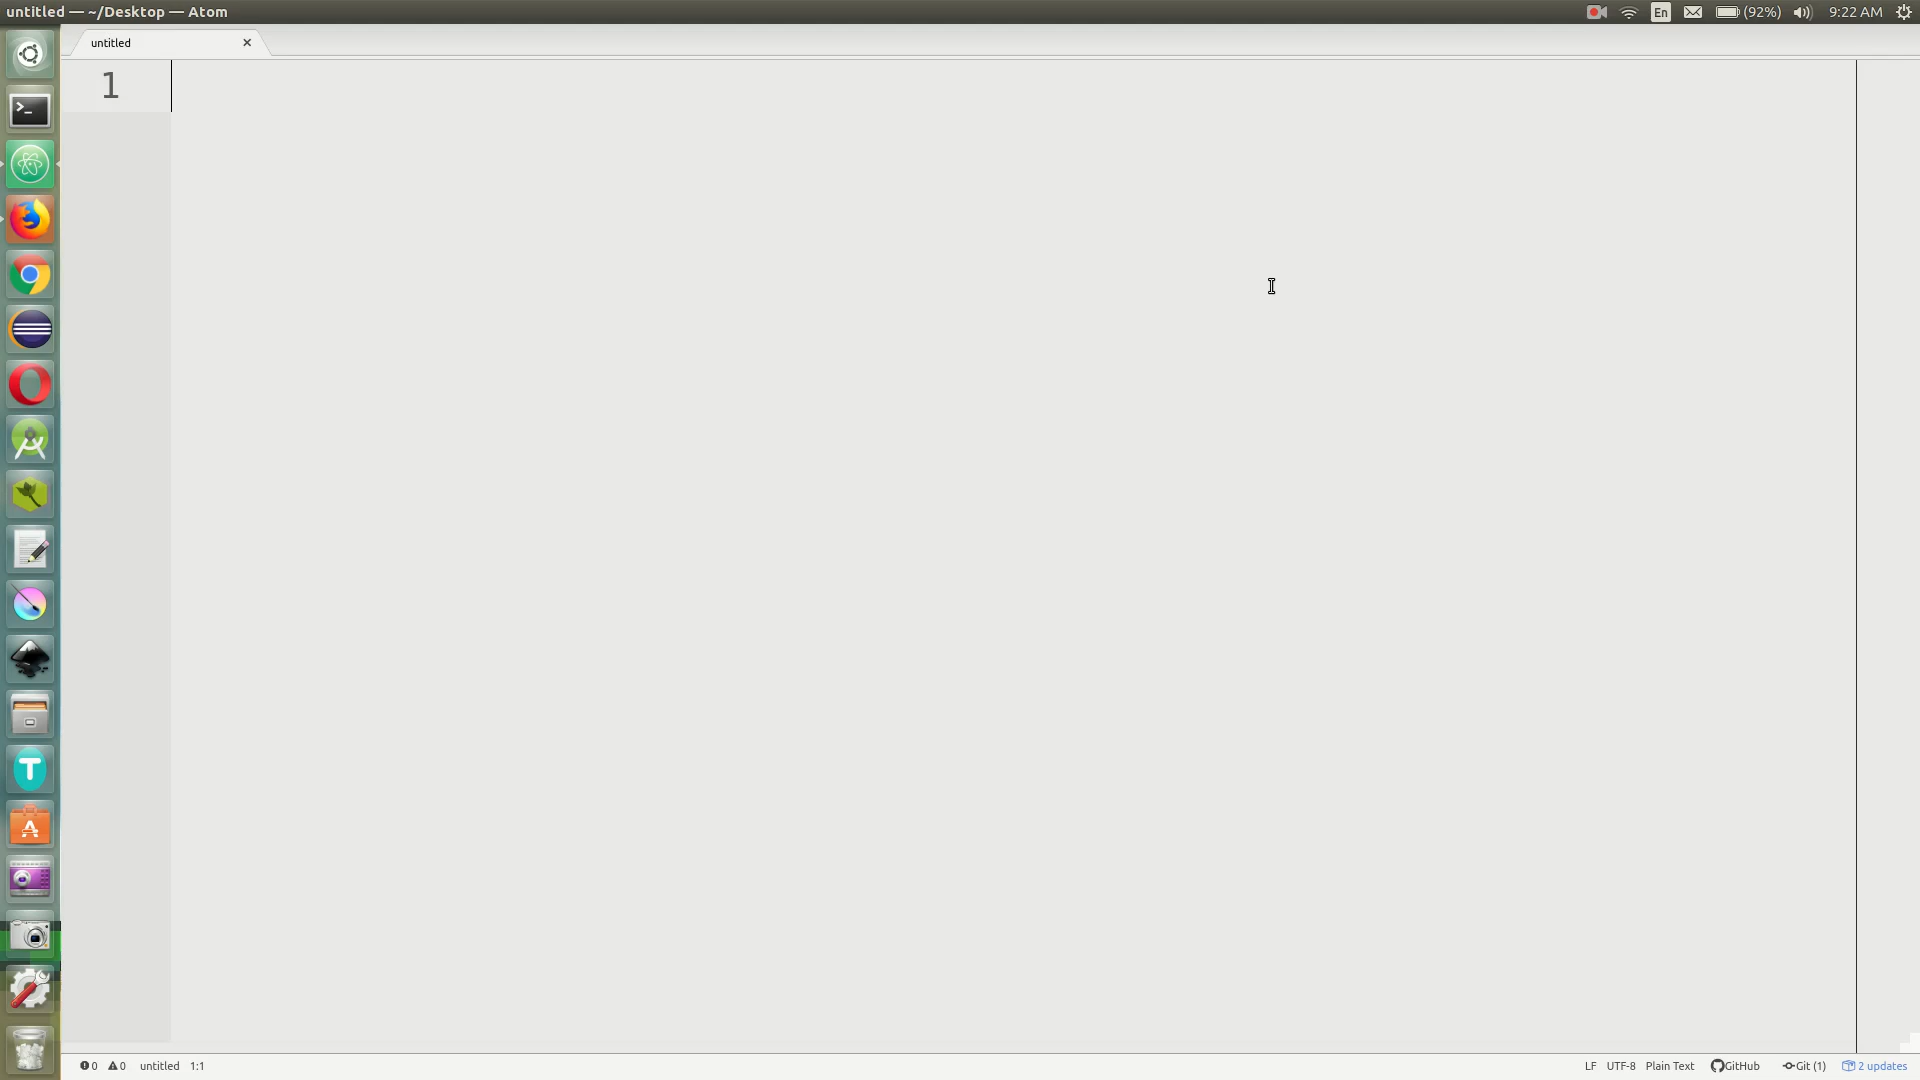 untitled — ~/Desktop — Atom
En
(92%)
9:22 AM
untitled
1
0 0 untitled 1:1
LF UTF-8 Plain Text GitHub Git (1) 2 updates